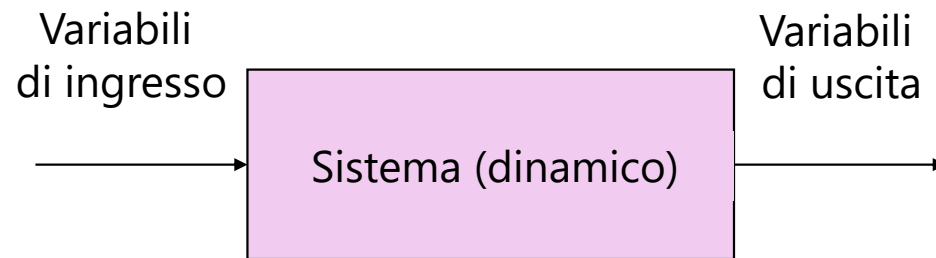 Variabili
di ingresso
Sistema (dinamico)
Variabili
di uscita